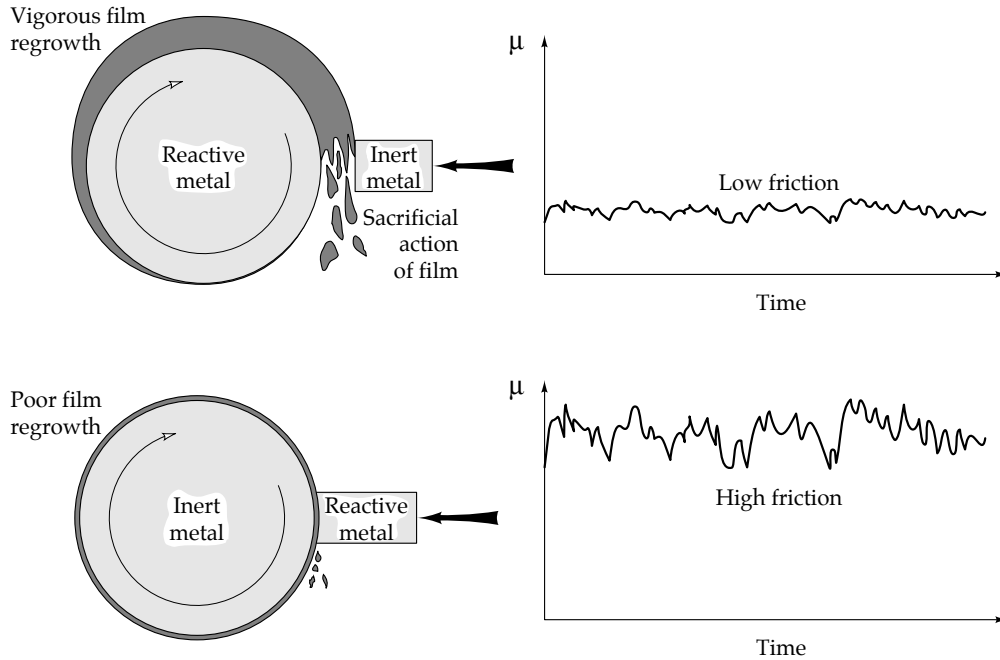 Vigorous film
regrowth
Reactive
metal
Inert
metal
Sacrificial
action
of film
μ
Low friction
Time
Poor film
regrowth
Inert
metal
Reactive
metal
μ
High friction
Time